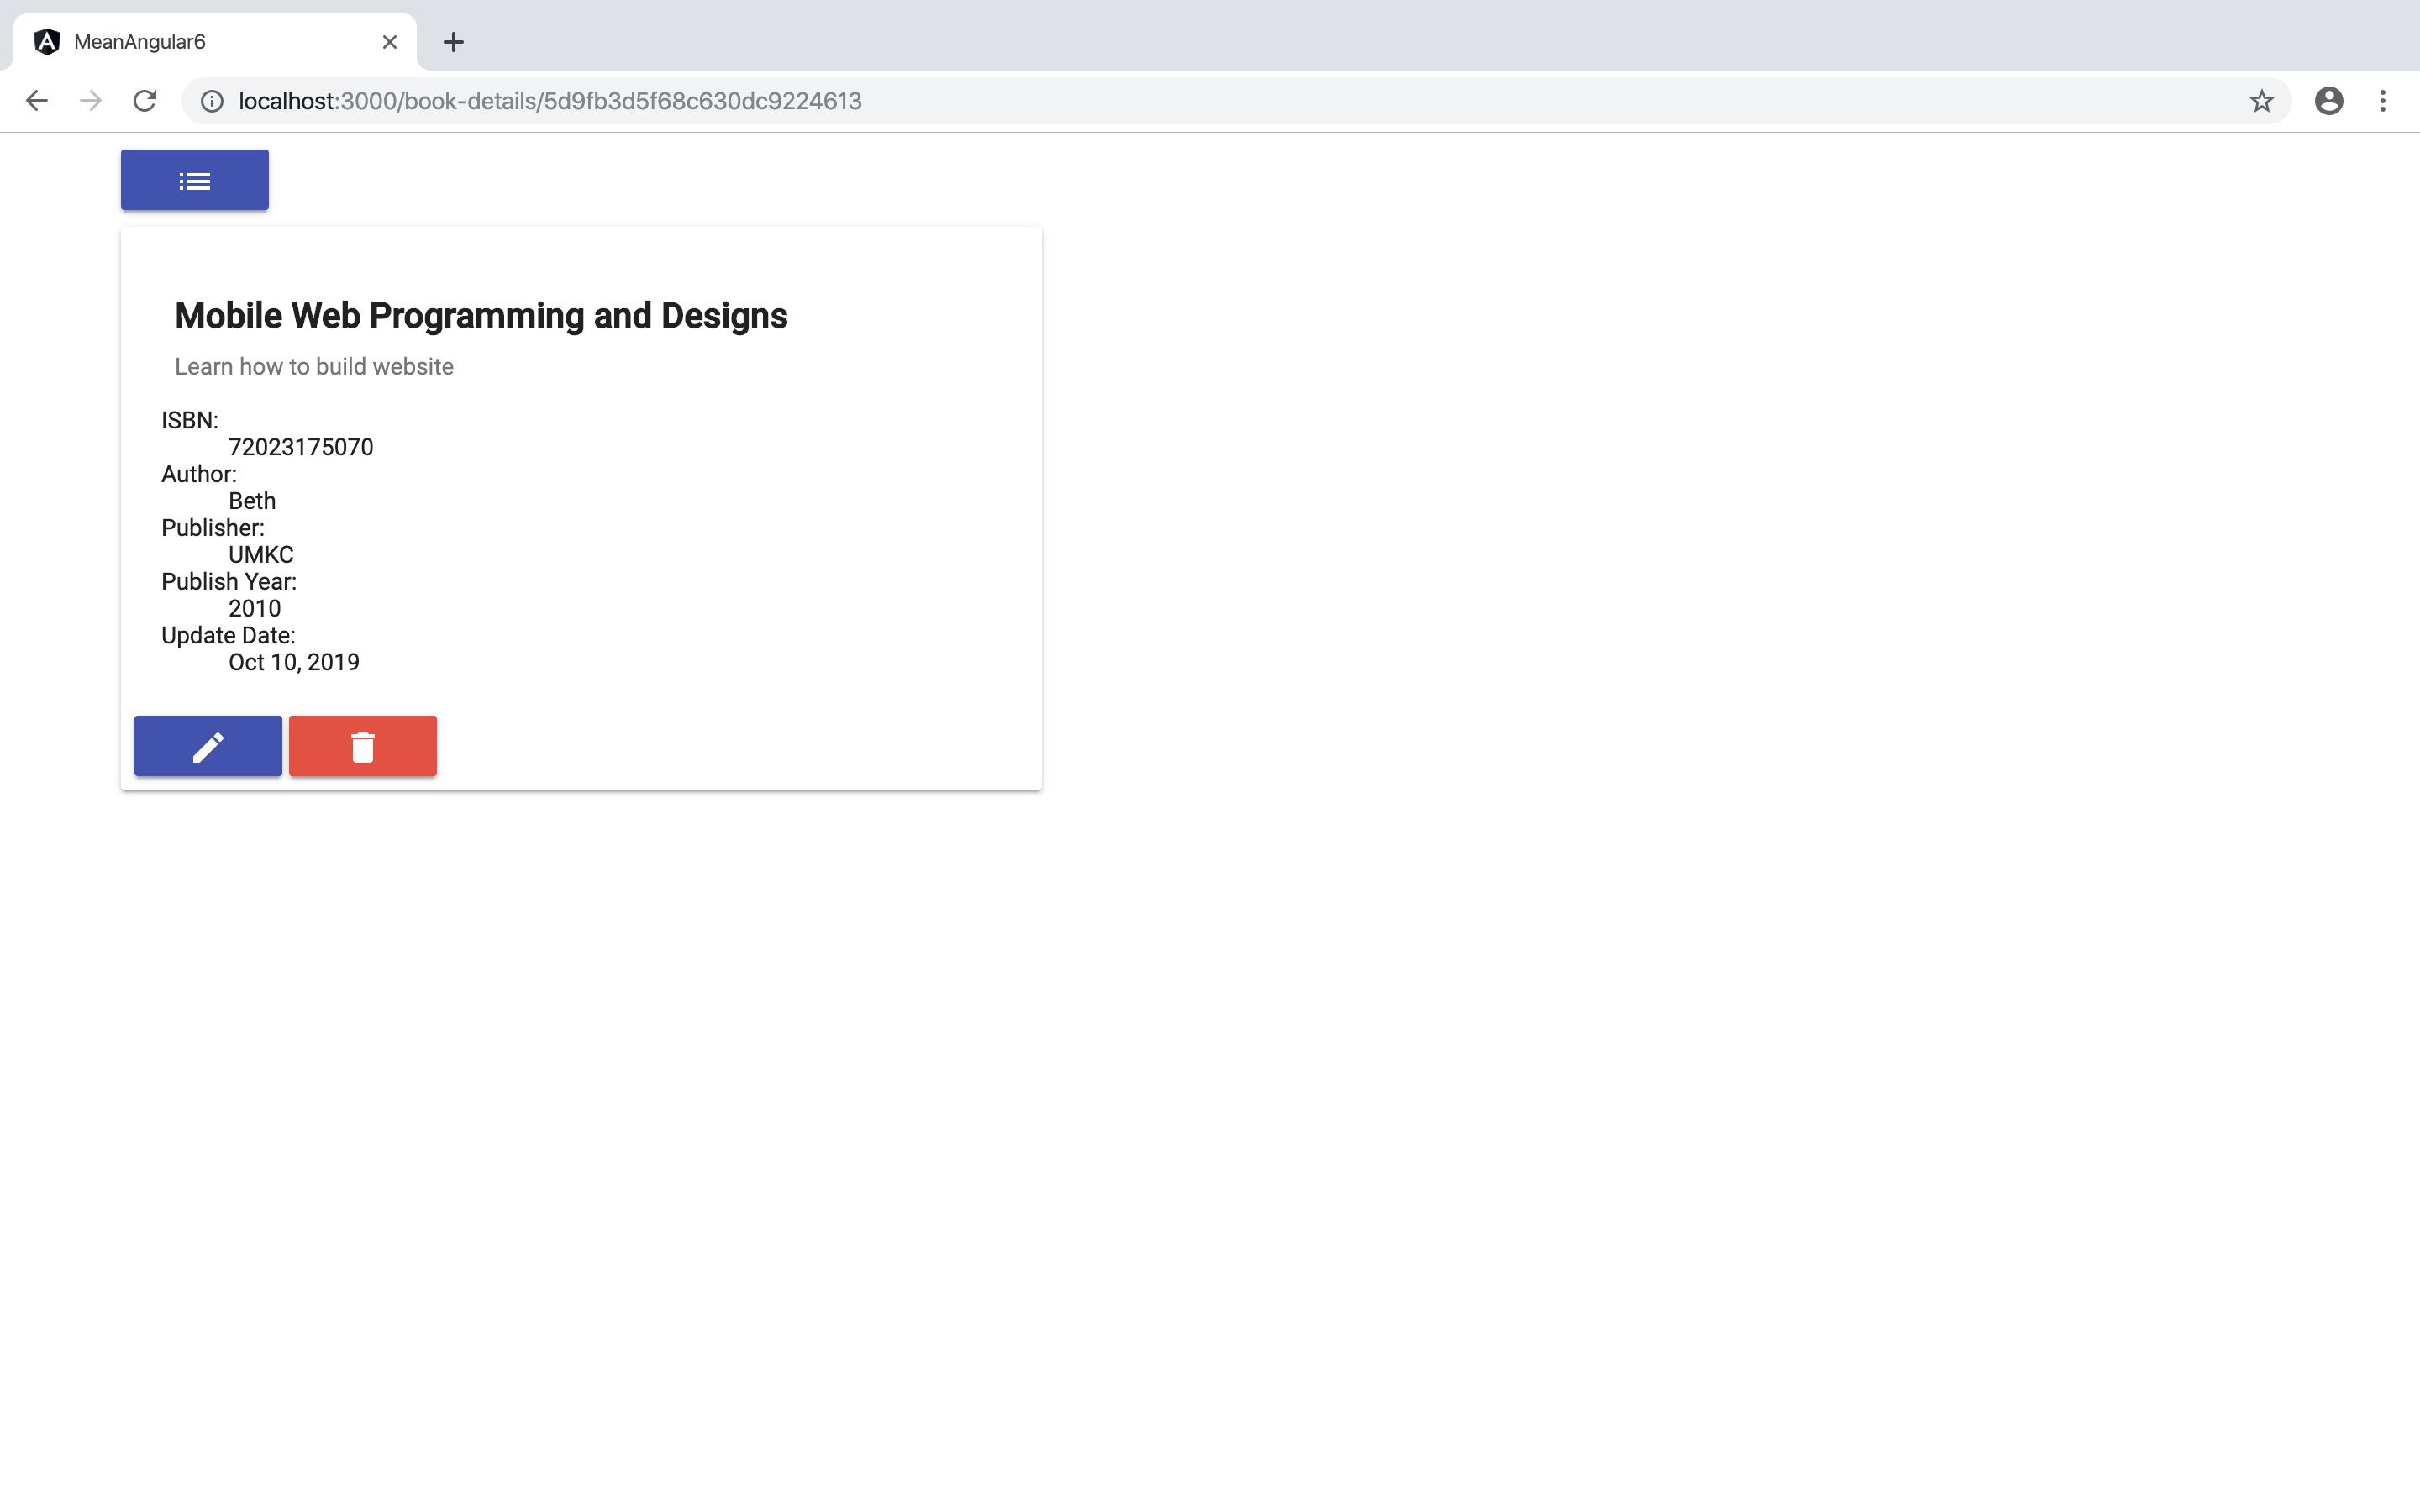 MeanAngular6
localhost:3000/book-details/5d9fb3d5f68c630dc9224613
Mobile Web Programming and Designs
Learn how to build website
ISBN:
72023175070
Author:
Beth
Publisher:
UMKC
Publish Year:
2010
Update Date:
Oct 10, 2019